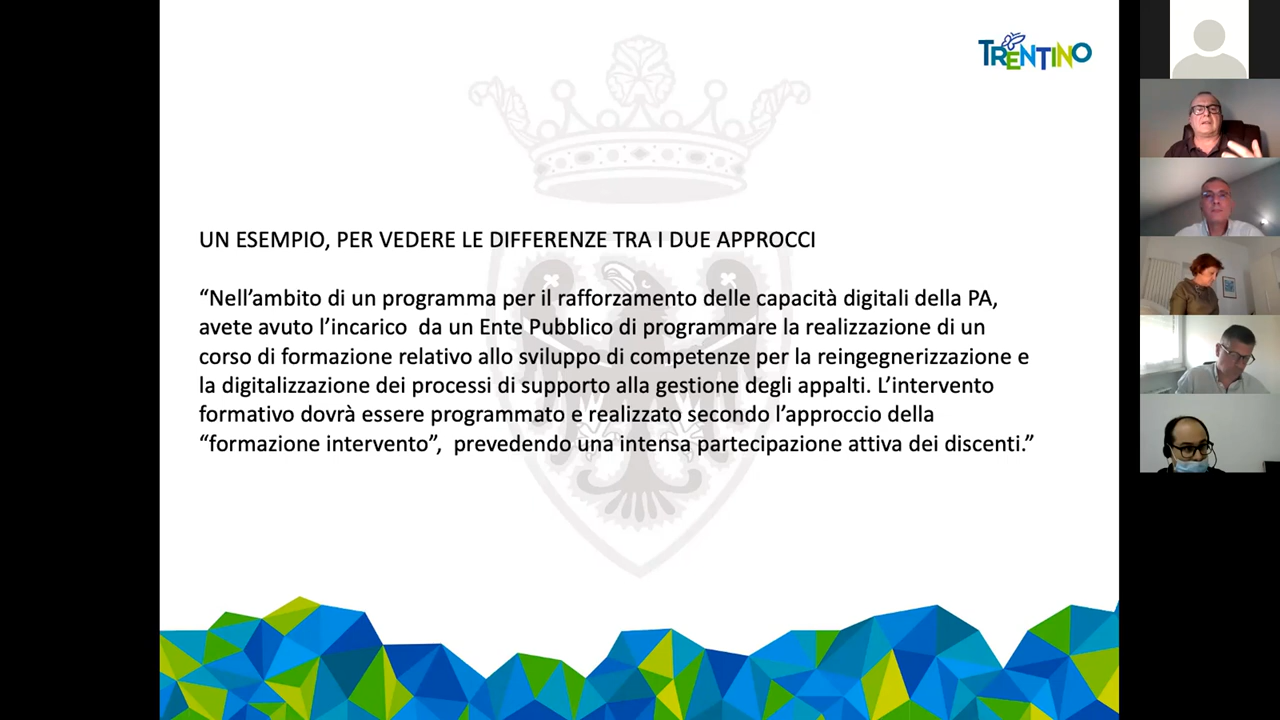 TRENTINO
UN ESEMPIO, PER VEDERE LE DIFFERENZE TRA I DUE APPROCCI
“Nell’ambito di un programma per il rafforzamento delle capacità digitali della PA,
avete avuto l’incarico da un Ente Pubblico di programmare la realizzazione di un
corso di formazione relativo allo sviluppo di competenze per la reingegnerizzazione e
la digitalizzazione dei processi di supporto alla gestione degli appalti. L’intervento
formativo dovrà essere programmato e realizzato secondo l’approccio della
“formazione intervento”, prevedendo una intensa partecipazione attiva dei discenti.”